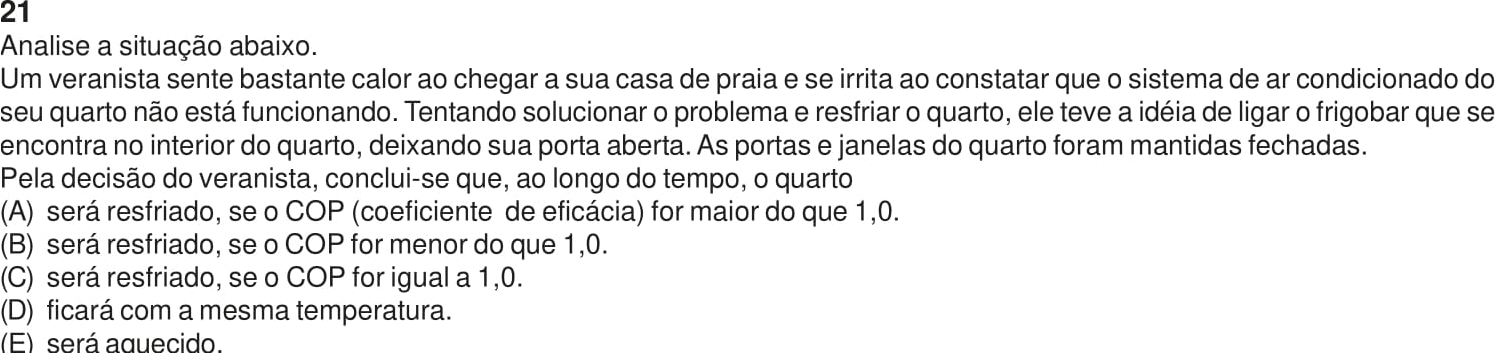 21
Analise a situação abaixo.
Um veranista sente bastante calor ao chegar a sua casa de praia e se irrita ao constatar que o sistema de ar condicionado do
seu quarto não está funcionando. Tentando solucionar o problema e resfriar o quarto, ele teve a idéia de ligar o frigobar que se
encontra no interior do quarto, deixando sua porta aberta. As portas e janelas do quarto foram mantidas fechadas.
Pela decisão do veranista, conclui-se que, ao longo do tempo, o quarto
(A) será resfriado, se o COP (coeficiente de eficácia) for maior do que 1,0.
(B) será resfriado, se o COP for menor do que 1,0.
(C) será resfriado, se o COP for igual a 1,0.
(D) ficará com a mesma temperatura.
(E) será aquecido.